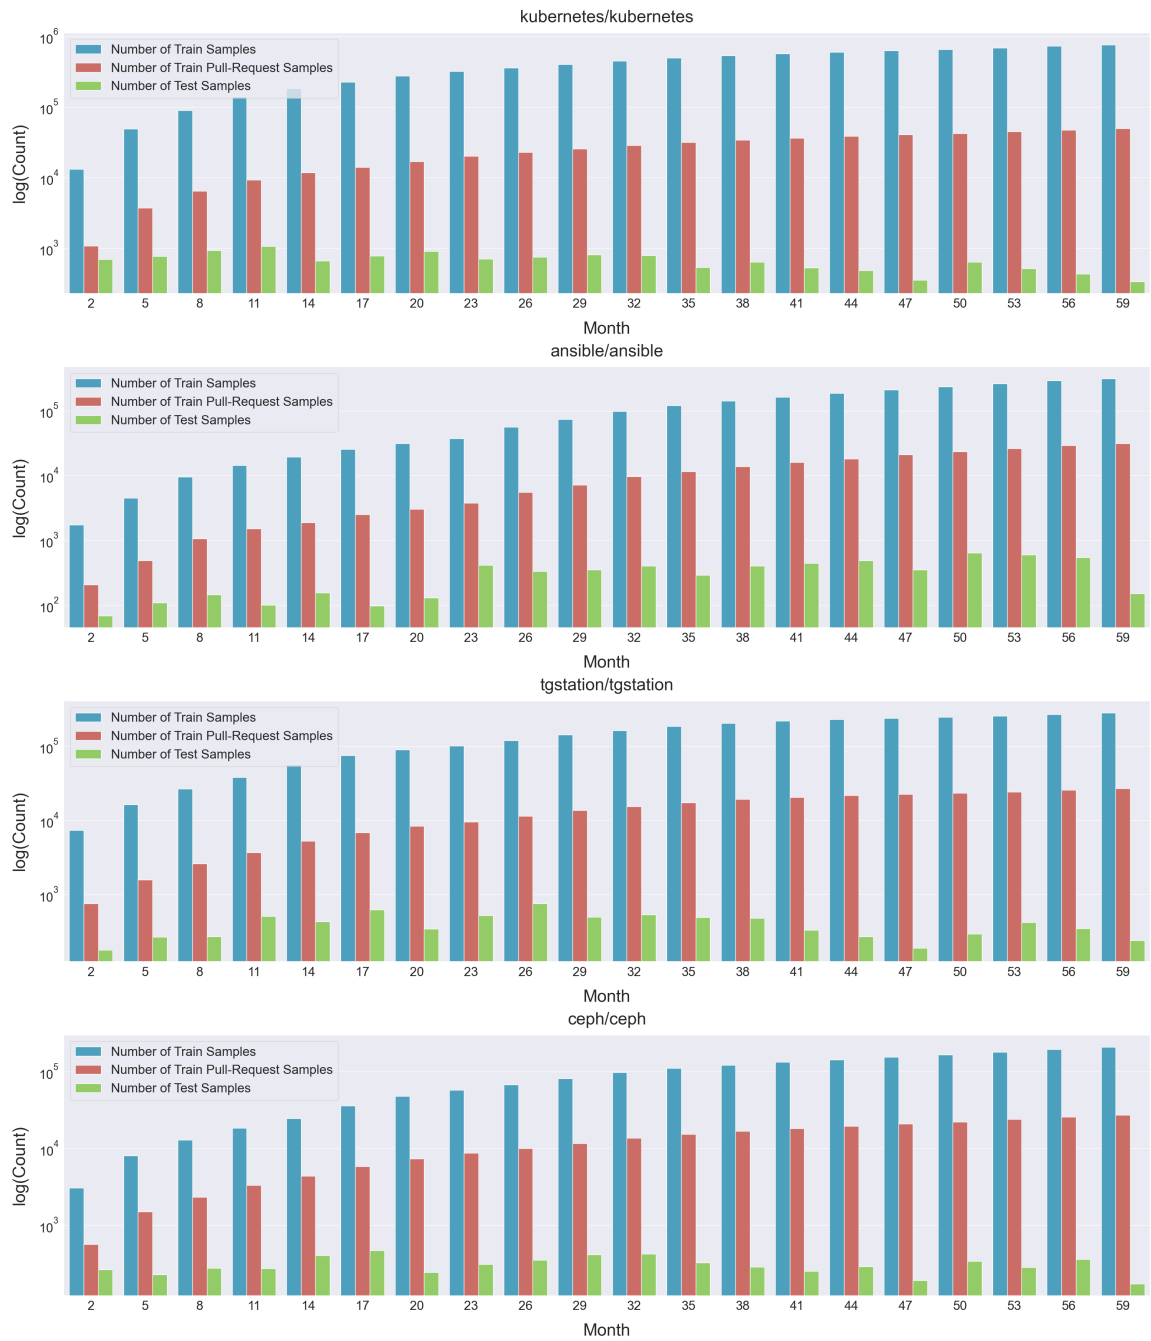 kubernetes/kubernetes
10^6
10^5
10^4
10^3
log(Count)
Number of Train Samples
Number of Train Pull-Request Samples
Number of Test Samples
2 5 8 11 14 17 20 23 26 29 32 35 38 41 44 47 50 53 56 59
Month
ansible/ansible
10^5
10^4
10^3
10^2
log(Count)
Number of Train Samples
Number of Train Pull-Request Samples
Number of Test Samples
2 5 8 11 14 17 20 23 26 29 32 35 38 41 44 47 50 53 56 59
Month
tgstation/tgstation
10^5
10^4
10^3
log(Count)
Number of Train Samples
Number of Train Pull-Request Samples
Number of Test Samples
2 5 8 11 14 17 20 23 26 29 32 35 38 41 44 47 50 53 56 59
Month
ceph/ceph
10^5
10^4
10^3
log(Count)
Number of Train Samples
Number of Train Pull-Request Samples
Number of Test Samples
2 5 8 11 14 17 20 23 26 29 32 35 38 41 44 47 50 53 56 59
Month